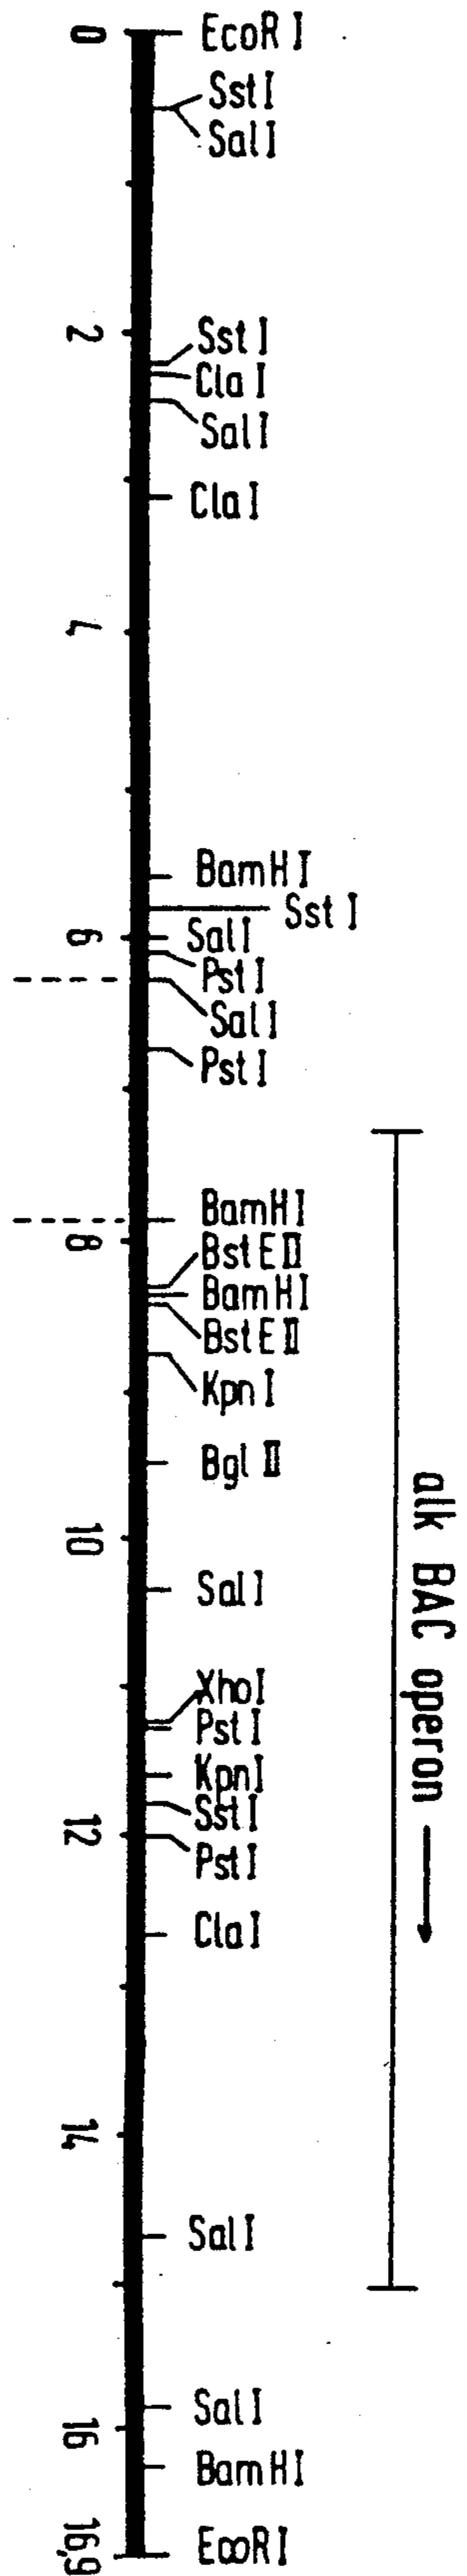 0
EcoR I
Sst I
Sal I
2
Sst I
Cla I
Sal I
Cla I
4
BamH I
Sst I
6
Sal I
Pst I
Sal I
Pst I
BamH I
8
BstE II
BamH I
BstE II
Kpn I
Bgl II
10
Sal I
Xho I
Pst I
Kpn I
Sst I
12
Pst I
Cla I
14
Sal I
Sal I
16
BamH I
16,9
EcoR I
alk BAC operon